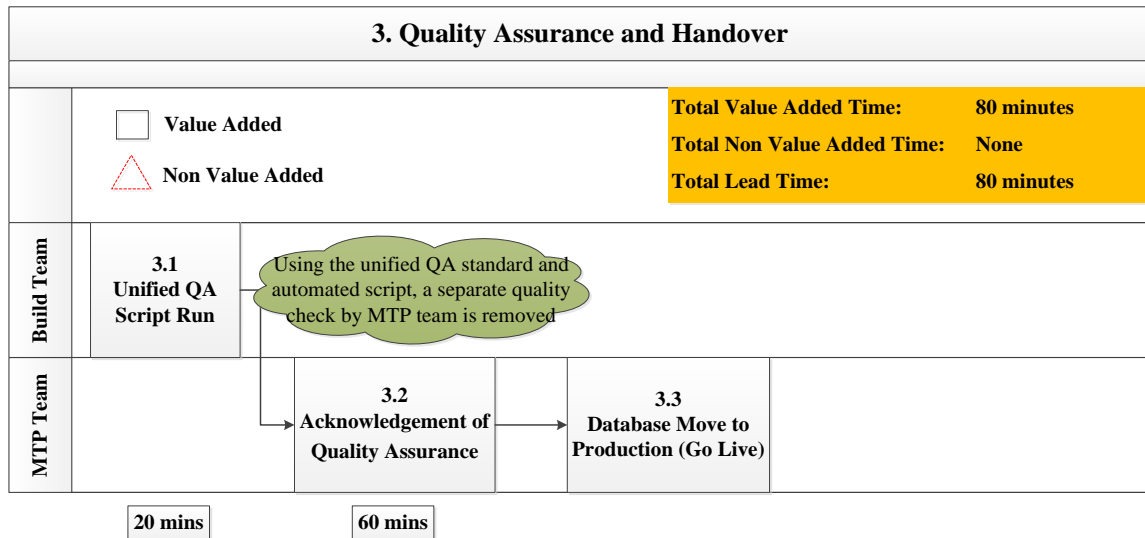 3. Quality Assurance and Handover
Value Added
Non Value Added
Total Value Added Time: 80 minutes
Total Non Value Added Time: None
Total Lead Time: 80 minutes
Build Team
3.1
Unified QA
Script Run
Using the unified QA standard and
automated script, a separate quality
check by MTP team is removed
MTP Team
3.2
Acknowledgement of
Quality Assurance
3.3
Database Move to
Production (Go Live)
20 mins
60 mins